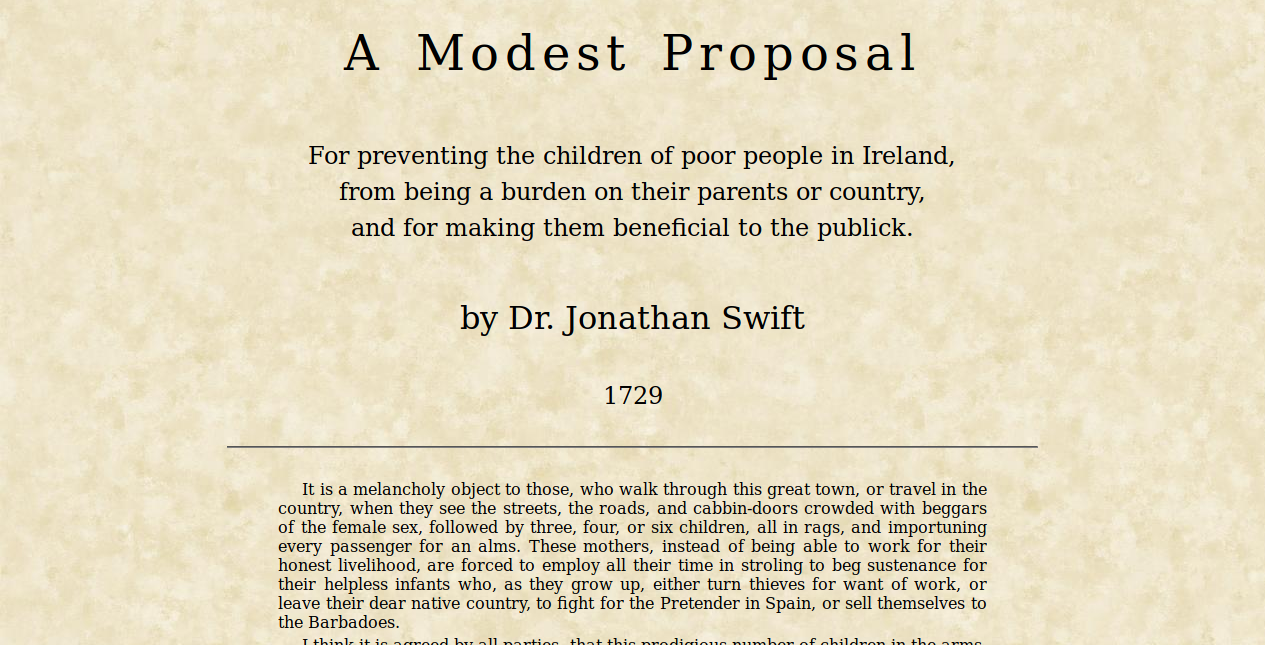 A Modest Proposal
For preventing the children of poor people in Ireland,
from being a burden on their parents or country,
and for making them beneficial to the publick.
by Dr. Jonathan Swift
1729
It is a melancholy object to those, who walk through this great town, or travel in the
country, when they see the streets, the roads, and cabbin-doors crowded with beggars
of the female sex, followed by three, four, or six children, all in rags, and importuning
every passenger for an alms. These mothers, instead of being able to work for their
honest livelihood, are forced to employ all their time in stroling to beg sustenance for
their helpless infants who, as they grow up, either turn thieves for want of work, or
leave their dear native country, to fight for the Pretender in Spain, or sell themselves to
the Barbadoes.
I think it is agreed by all parties, that this prodigious number of children in the arms,